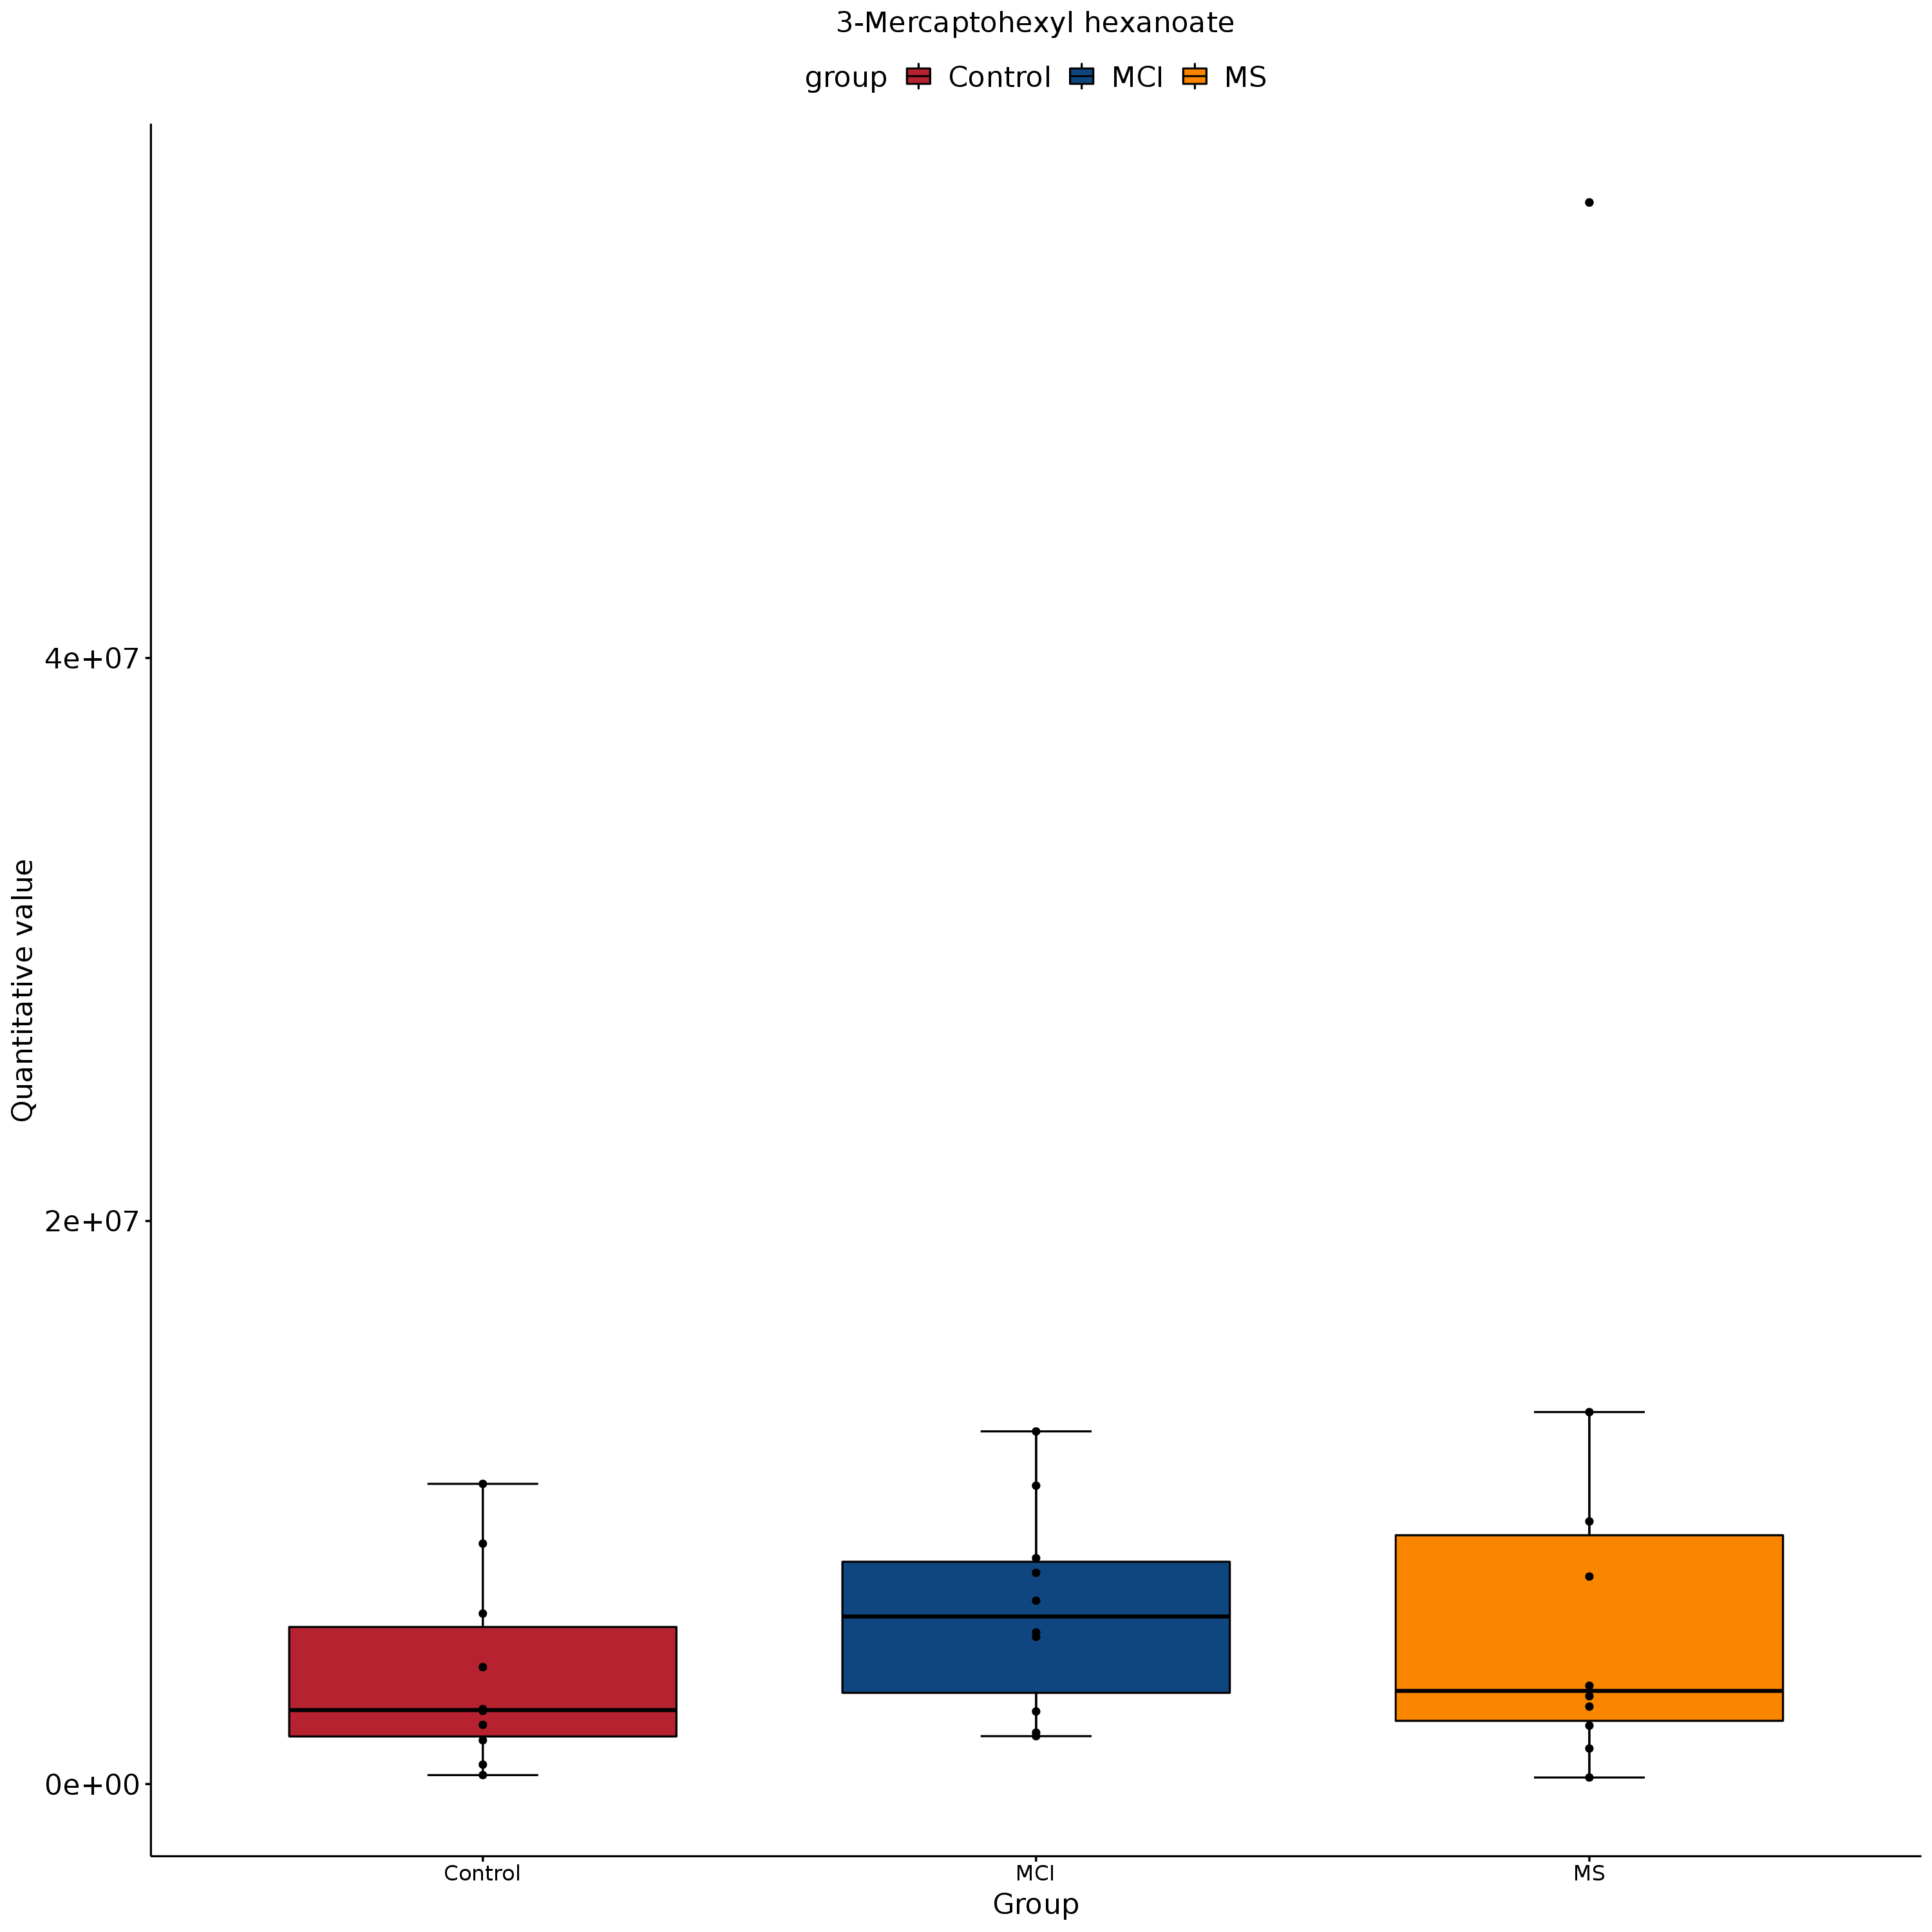 3-Mercaptohexyl hexanoate
group Control MCI MS
Quantitative value
4e+07
2e+07
0e+00
Control MCI MS
Group